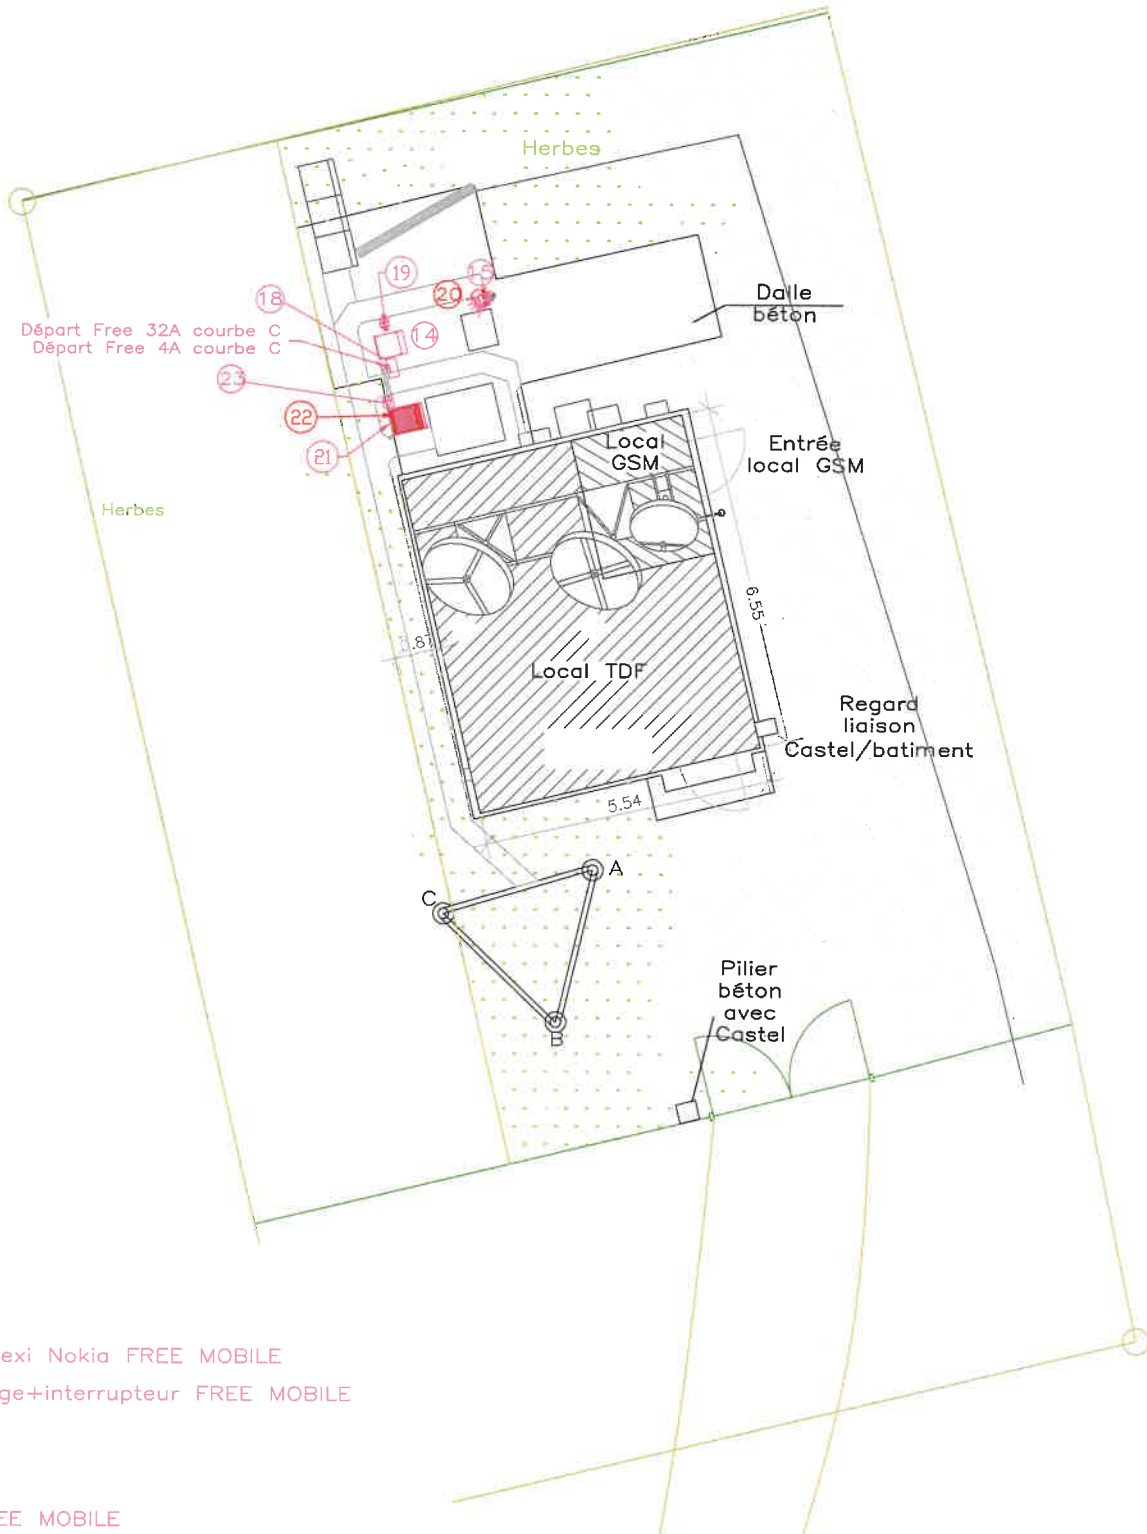 Herbes
19
15
20
18
Dalle
béton
Départ Free 32A courbe C
14
Départ Free 4A courbe C
23
22
21
Local
GSM
Entrée
local GSM
Herbes
6.55
Local TDF
Regard
liaison
Castel/batiment
5.54
A
C
B
Pilier
béton
avec
Castel
exi Nokia FREE MOBILE
ge+interrupteur FREE MOBILE
EE MOBILE